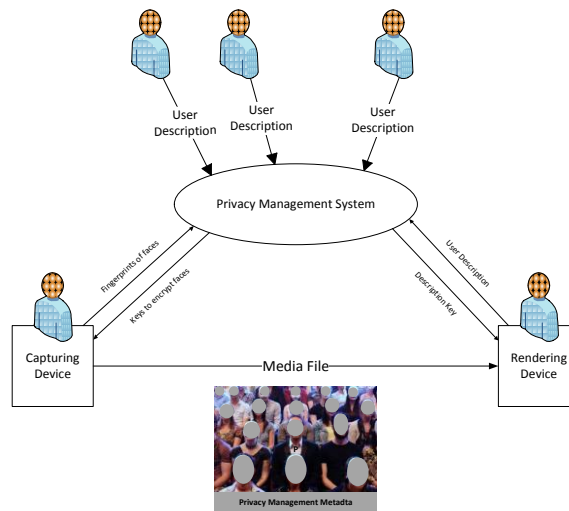 User
Description
User
Description
User
Description
Privacy Management System
Fingerprints of faces
Keys to encrypt faces
User Description
Description Key
Capturing
Device
Media File
Rendering
Device
P
Privacy Management Metadta